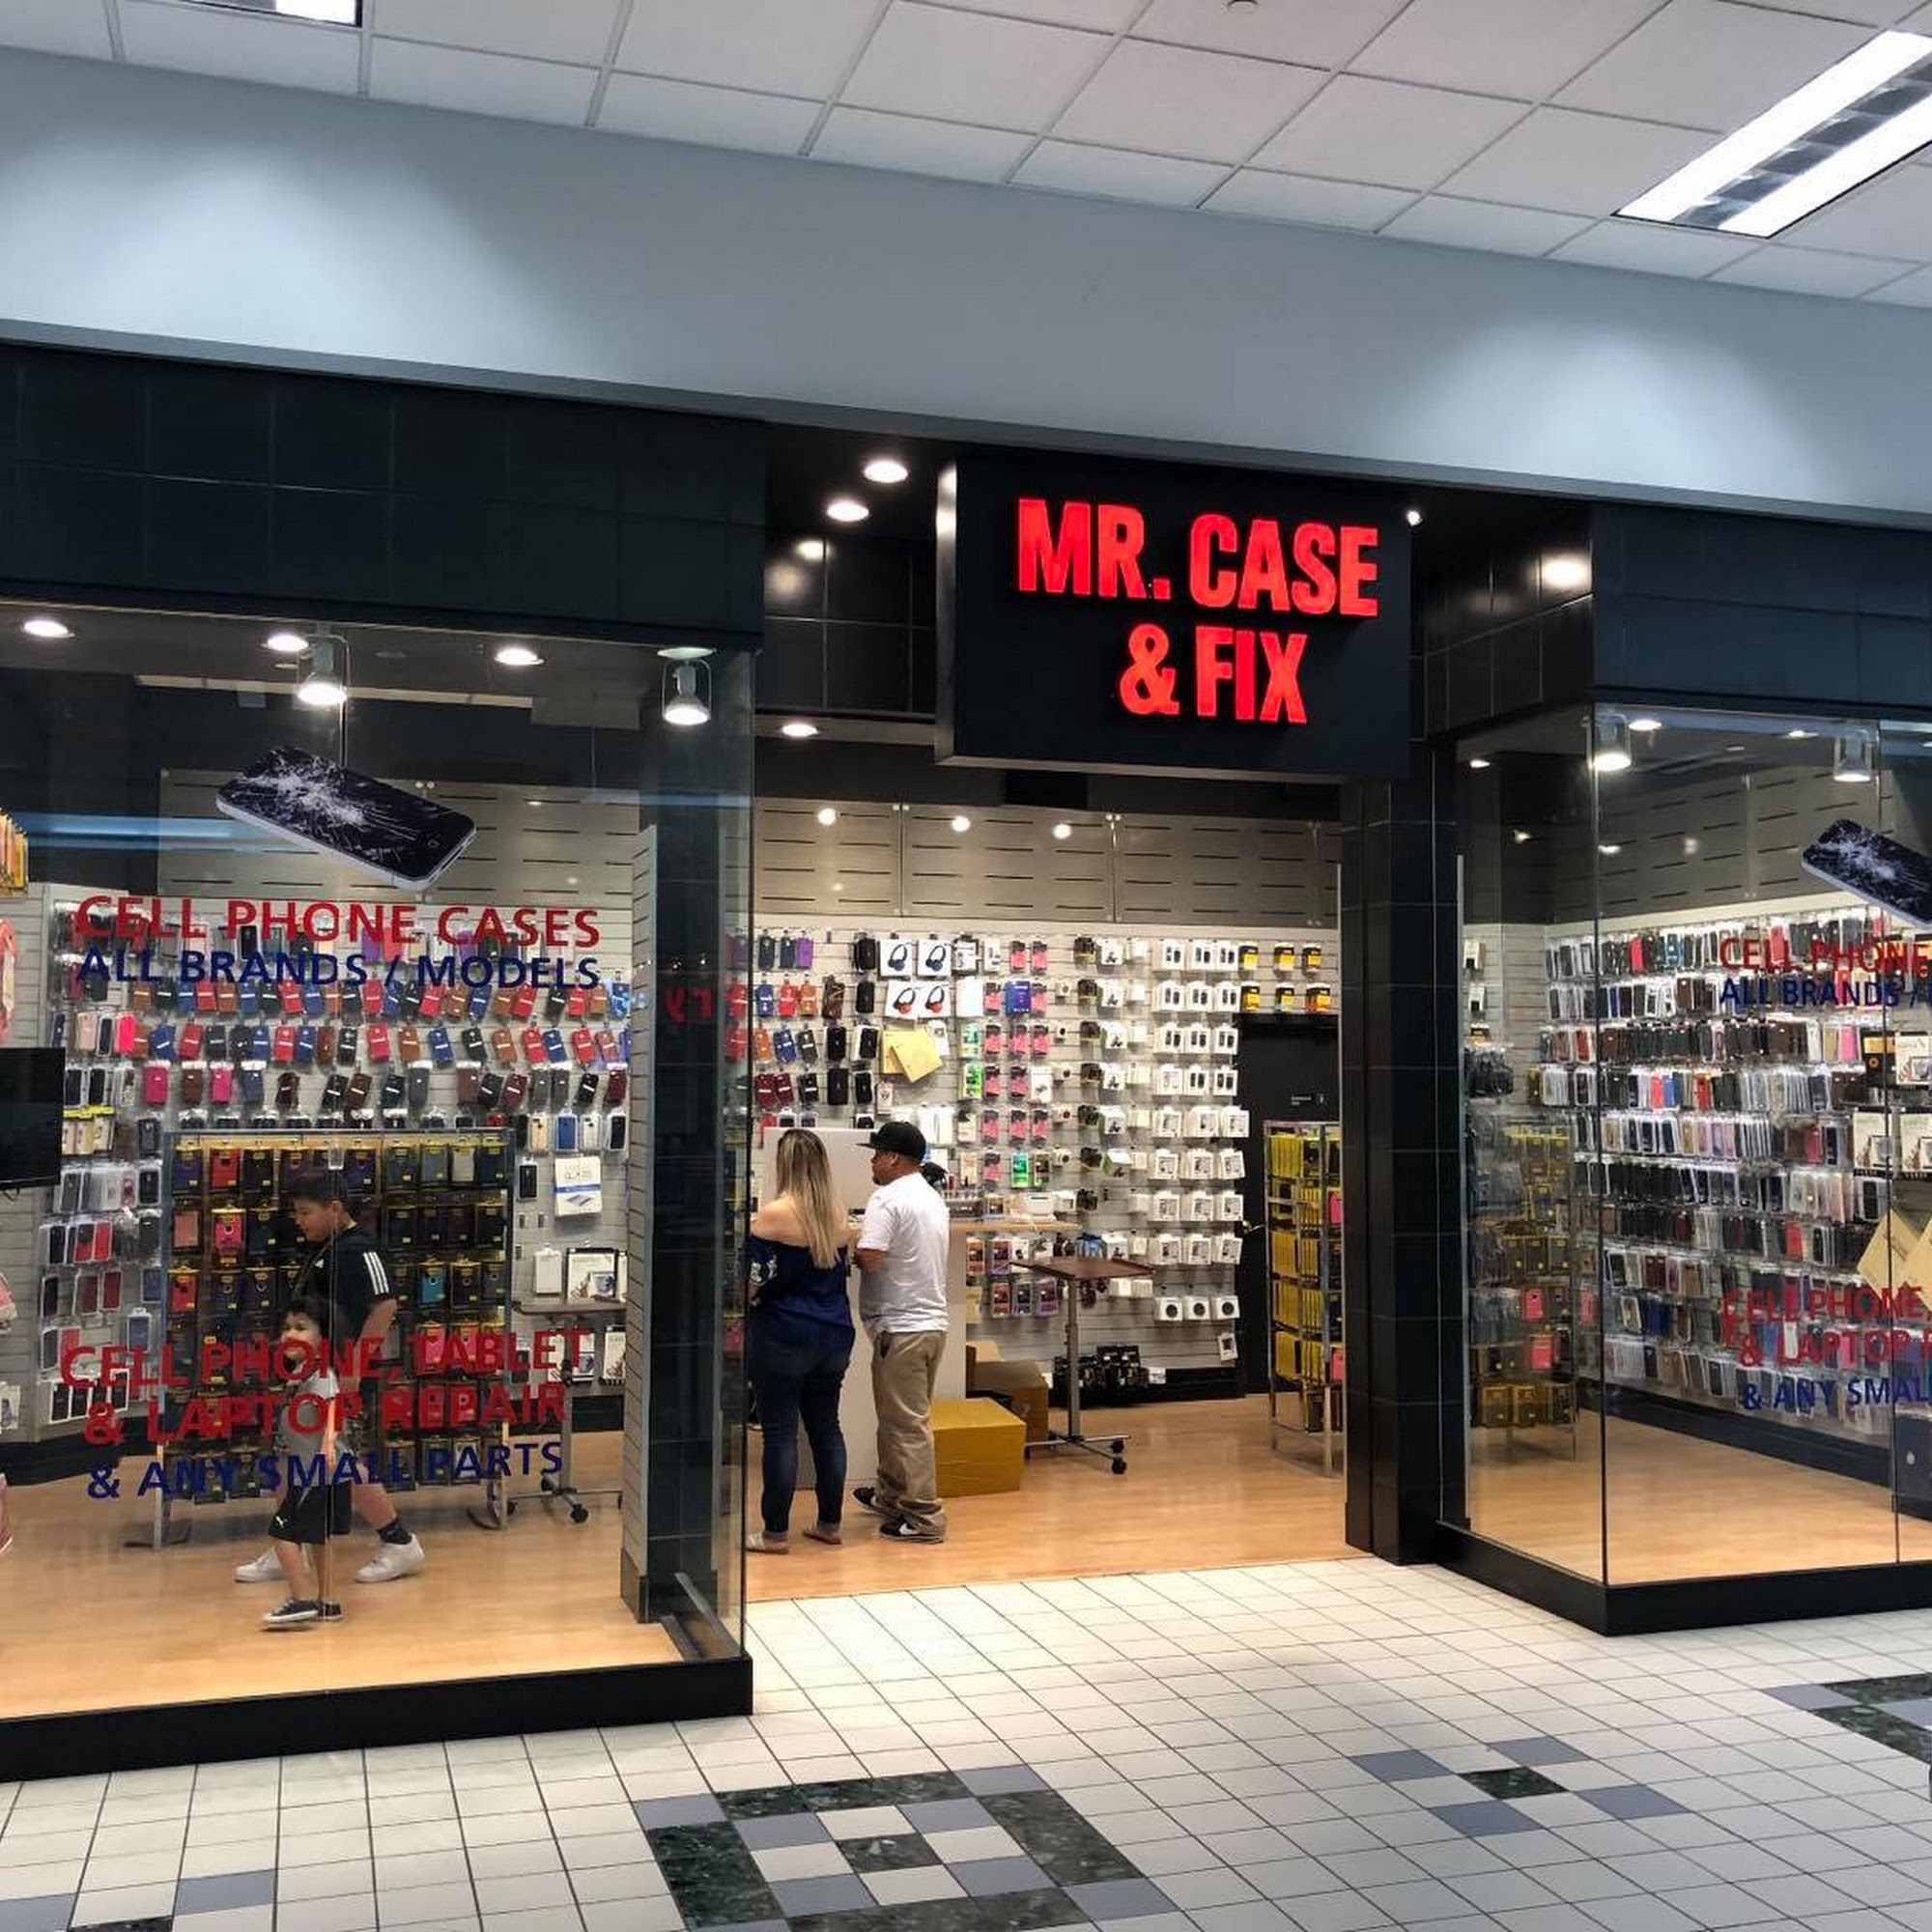 MR. CASE
& FIX
CELL PHONE CASES
ALL BRANDS / MODELS
CELL PHONE, TABLET
& LAPTOP REPAIR
& ANY SMALL PARTS
CELL PHONE
ALL BRANDS /
CELL PHONE
& LAPTOP
& ANY SMALL